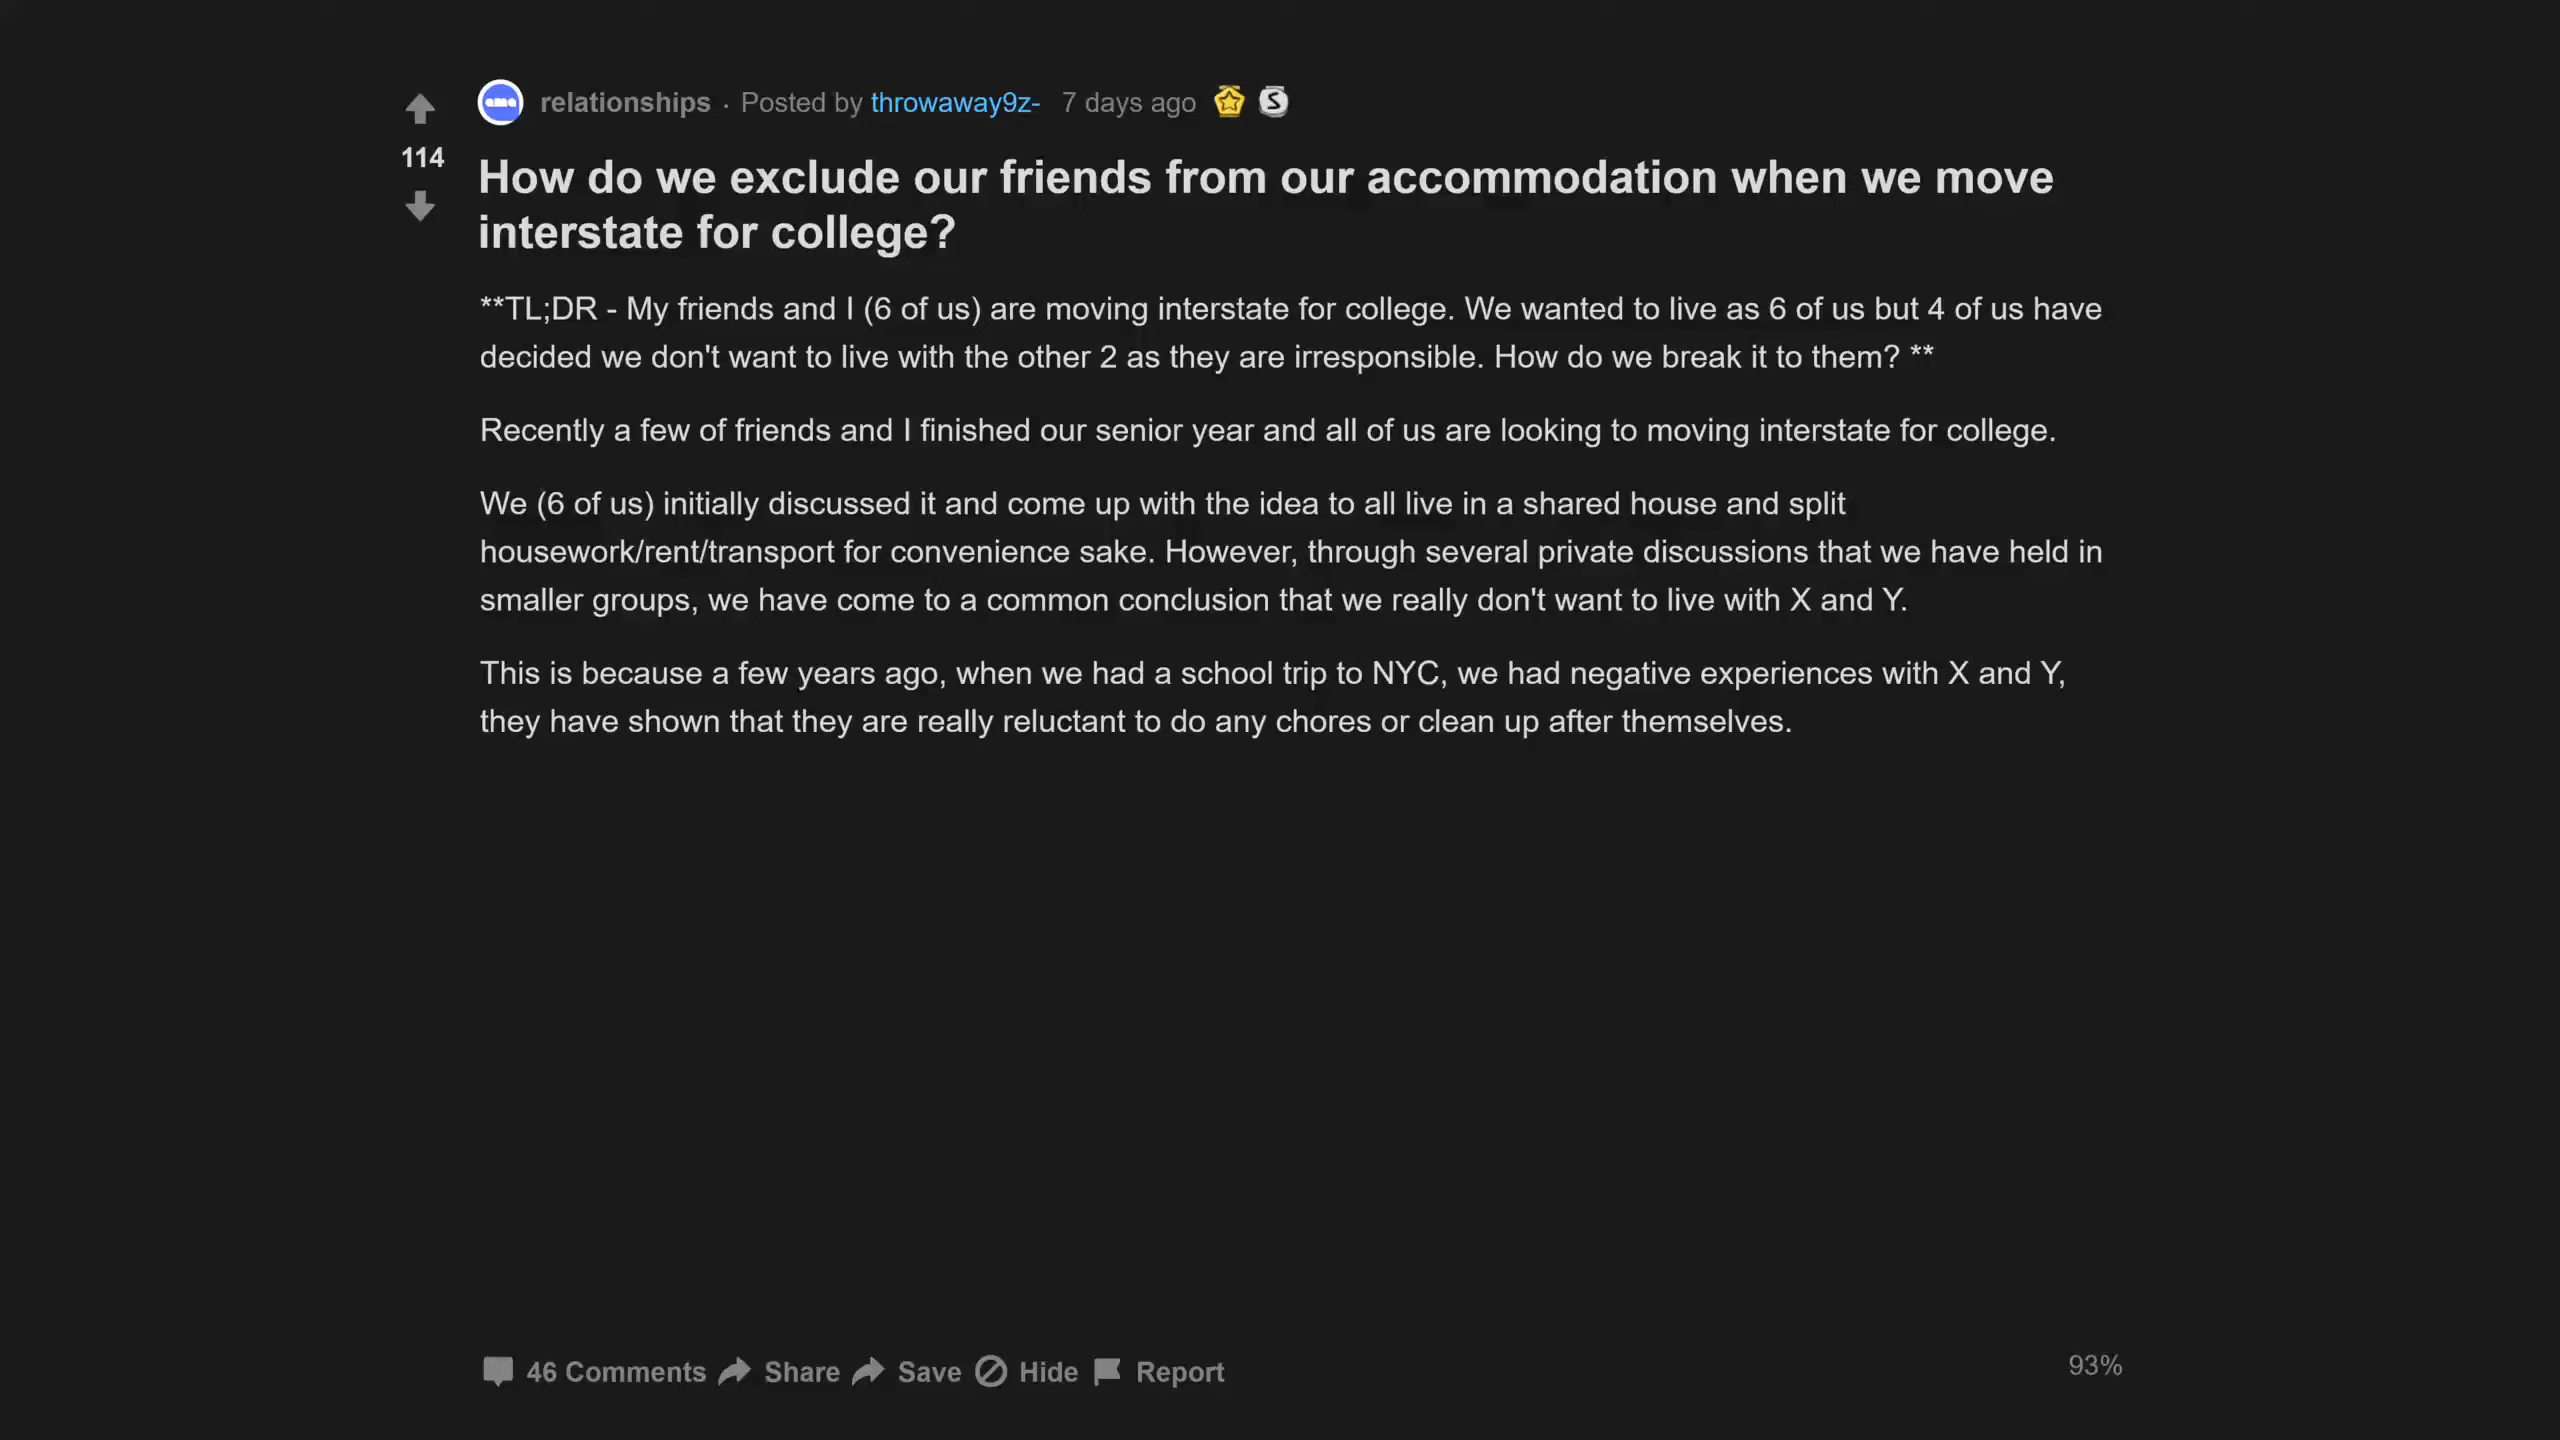 relationships · Posted by throwaway9z- 7 days ago
114
How do we exclude our friends from our accommodation when we move
interstate for college?
**TL;DR - My friends and I (6 of us) are moving interstate for college. We wanted to live as 6 of us but 4 of us have
decided we don't want to live with the other 2 as they are irresponsible. How do we break it to them? **
Recently a few of friends and I finished our senior year and all of us are looking to moving interstate for college.
We (6 of us) initially discussed it and come up with the idea to all live in a shared house and split
housework/rent/transport for convenience sake. However, through several private discussions that we have held in
smaller groups, we have come to a common conclusion that we really don't want to live with X and Y.
This is because a few years ago, when we had a school trip to NYC, we had negative experiences with X and Y,
they have shown that they are really reluctant to do any chores or clean up after themselves.
46 Comments Share Save Hide Report
93%